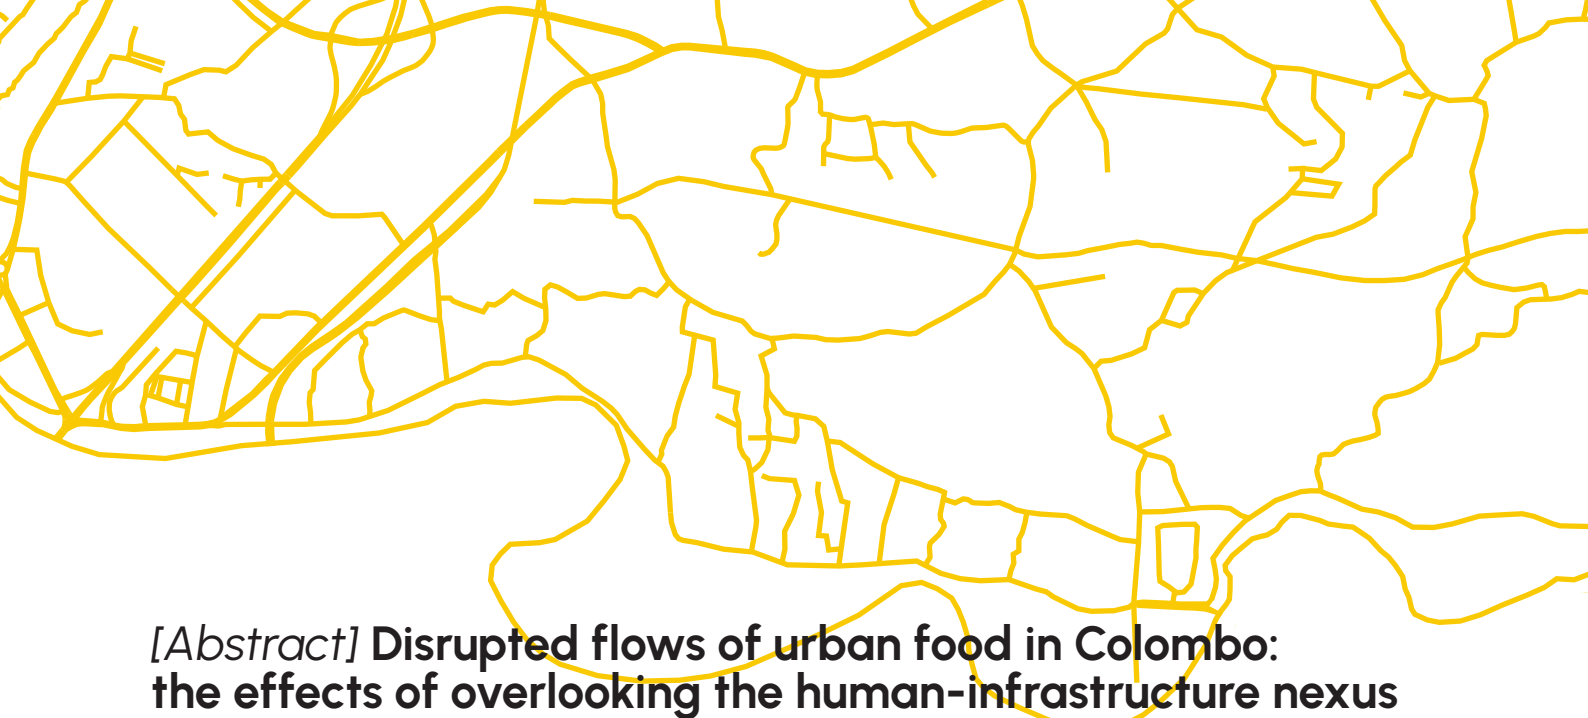 [Abstract] Disrupted flows of urban food in Colombo:
the effects of overlooking the human-infrastructure nexus